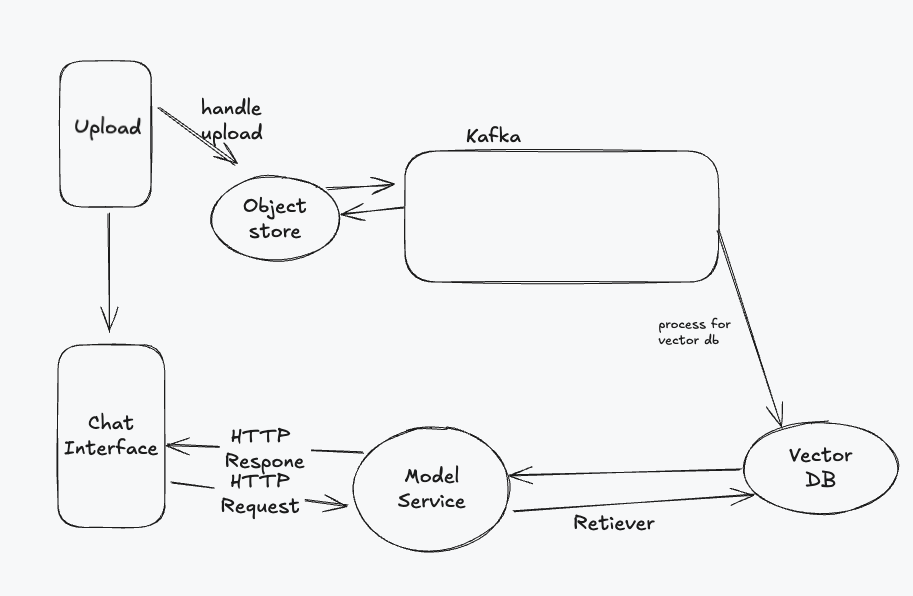 Upload
handle
upload
Kafka
Object
store
process for
vector db
Chat
Interface
HTTP
Respone
HTTP
Request
Model
Service
Vector
DB
Retiever